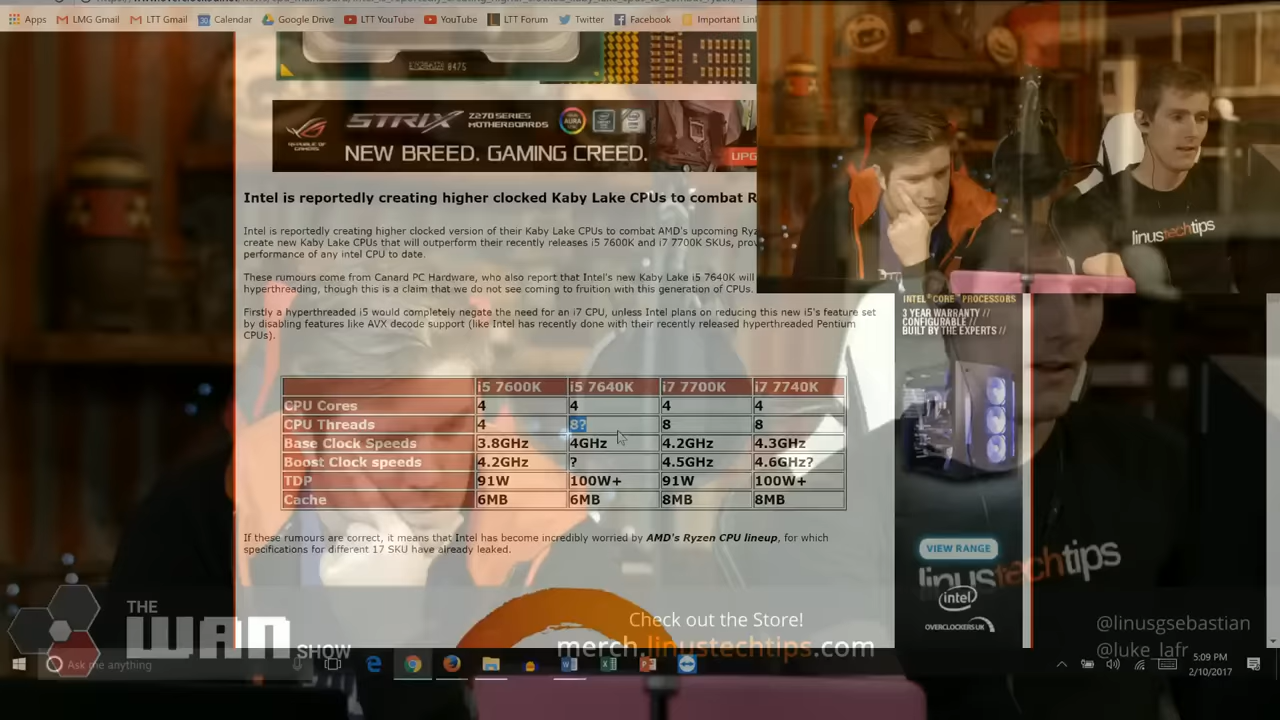 Apps LMG Gmail LTT Gmail Calendar Google Drive LTT YouTube YouTube LTT Forum Twitter Facebook Important Lin
REPUBLIC OF GAMERS STRIX Z270 SERIES MOTHERBOARDS AURA
NEW BREED. GAMING CREED. UPG
Intel is reportedly creating higher clocked Kaby Lake CPUs to combat R
Intel is reportedly creating higher clocked version of their Kaby Lake CPUs to combat AMD's upcoming Ryz
create new Kaby Lake CPUs that will outperform their recently releases i5 7600K and i7 7700K SKUs, prov
performance of any intel CPU to date.
These rumours come from Canard PC Hardware, who also report that Intel's new Kaby Lake i5 7640K will
hyperthreading, though this is a claim that we do not see coming to fruition with this generation of CPUs.
Firstly a hyperthreaded i5 would completely negate the need for an i7 CPU, unless Intel plans on reducing this new i5's feature set
by disabling features like AVX decode support (like Intel has recently done with their recently released hyperthreaded Pentium
CPUs).
i5 7600K i5 7640K i7 7700K i7 7740K
CPU Cores 4 4 4 4
CPU Threads 4 8? 8 8
Base Clock Speeds 3.8GHz 4GHz 4.2GHz 4.3GHz
Boost Clock speeds 4.2GHz ? 4.5GHz 4.6GHz?
TDP 91W 100W+ 91W 100W+
Cache 6MB 6MB 8MB 8MB
If these rumours are correct, it means that Intel has become incredibly worried by AMD's Ryzen CPU lineup, for which
specifications for different 17 SKU have already leaked.
linustechtips
INTEL® CORE™ PROCESSORS
3 YEAR WARRANTY //
CONFIGURABLE //
BUILT BY THE EXPERTS //
VIEW RANGE
linustechtips
intel
OVERCLOCKERS UK
THE
WAN
SHOW
Check out the Store!
merch.linustechtips.com
@linusgsebastian
@luke_lafr
Ask me anything
5:09 PM
2/10/2017